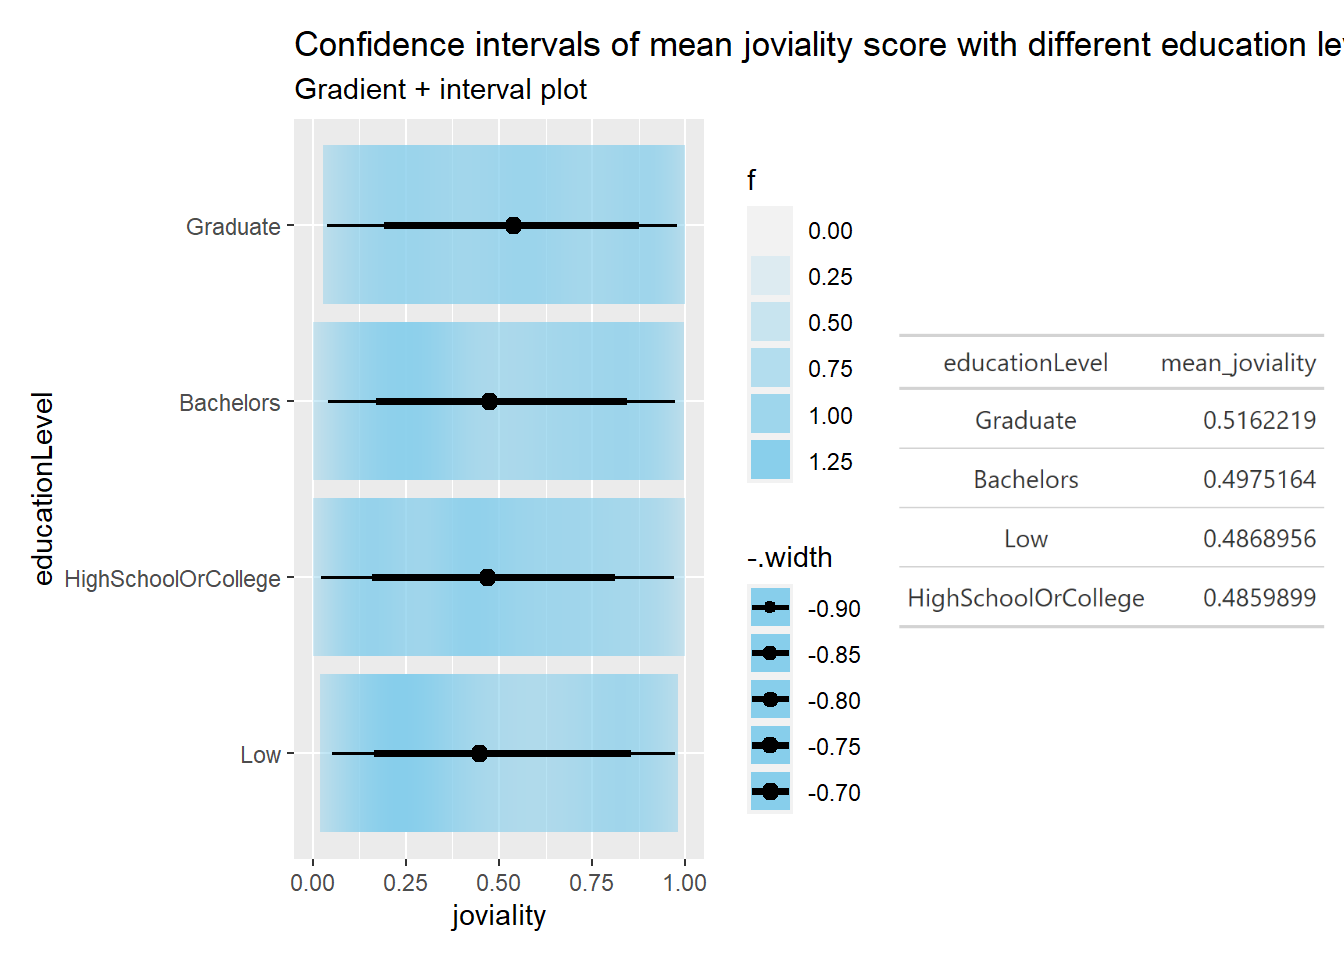 Confidence intervals of mean joviality score with different education le
Gradient + interval plot
educationLevel
Graduate
Bachelors
HighSchoolOrCollege
Low
0.00 0.25 0.50 0.75 1.00
joviality
f
0.00
0.25
0.50
0.75
1.00
1.25
-.width
-0.90
-0.85
-0.80
-0.75
-0.70
educationLevel mean_joviality
Graduate 0.5162219
Bachelors 0.4975164
Low 0.4868956
HighSchoolOrCollege 0.4859899